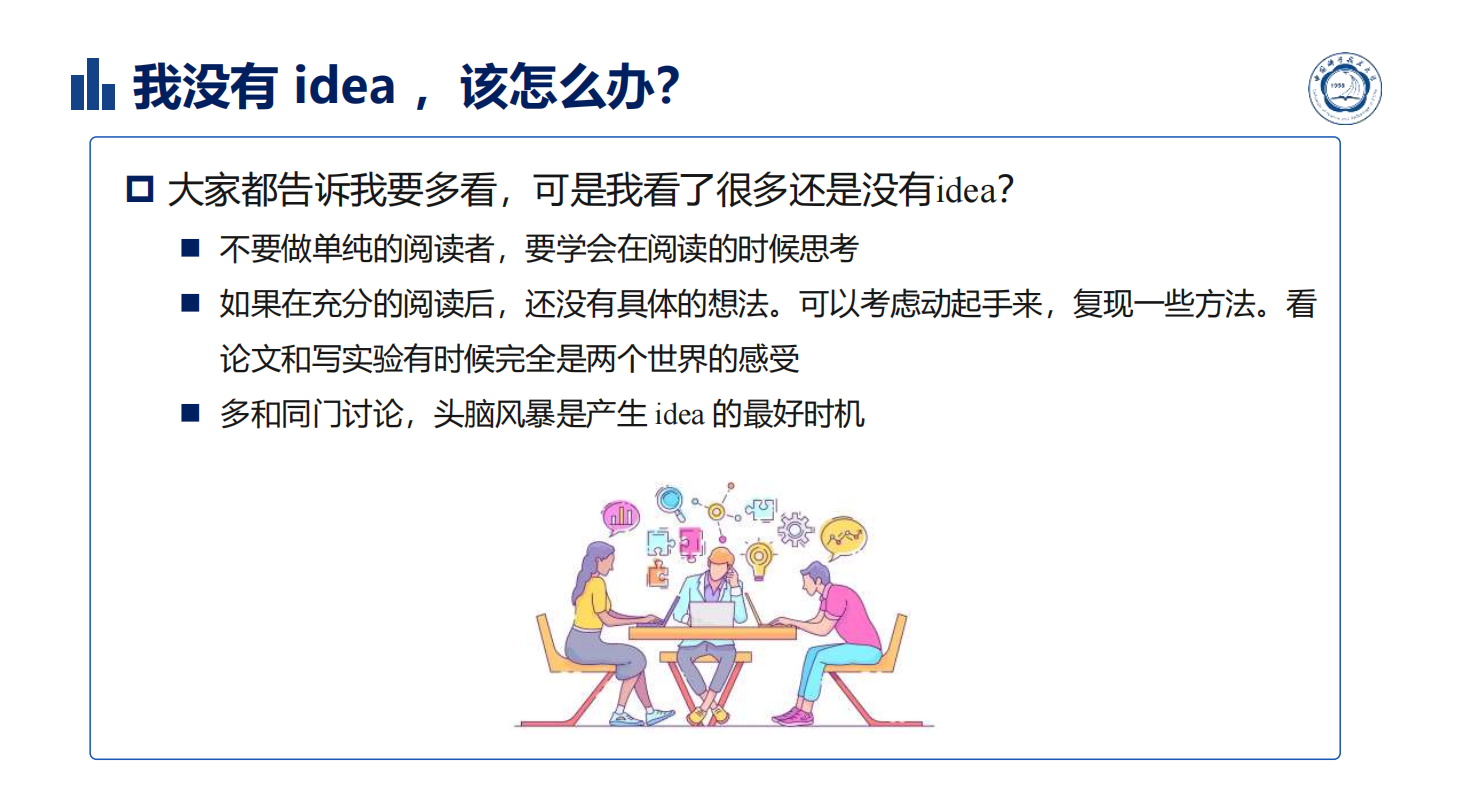 我没有 idea ，该怎么办？
大家都告诉我要多看，可是我看了很多还是没有idea？
不要做单纯的阅读者，要学会在阅读的时候思考
如果在充分的阅读后，还没有具体的想法。可以考虑动起手来，复现一些方法。看
论文和写实验有时候完全是两个世界的感受
多和同门讨论，头脑风暴是产生 idea 的最好时机
1958